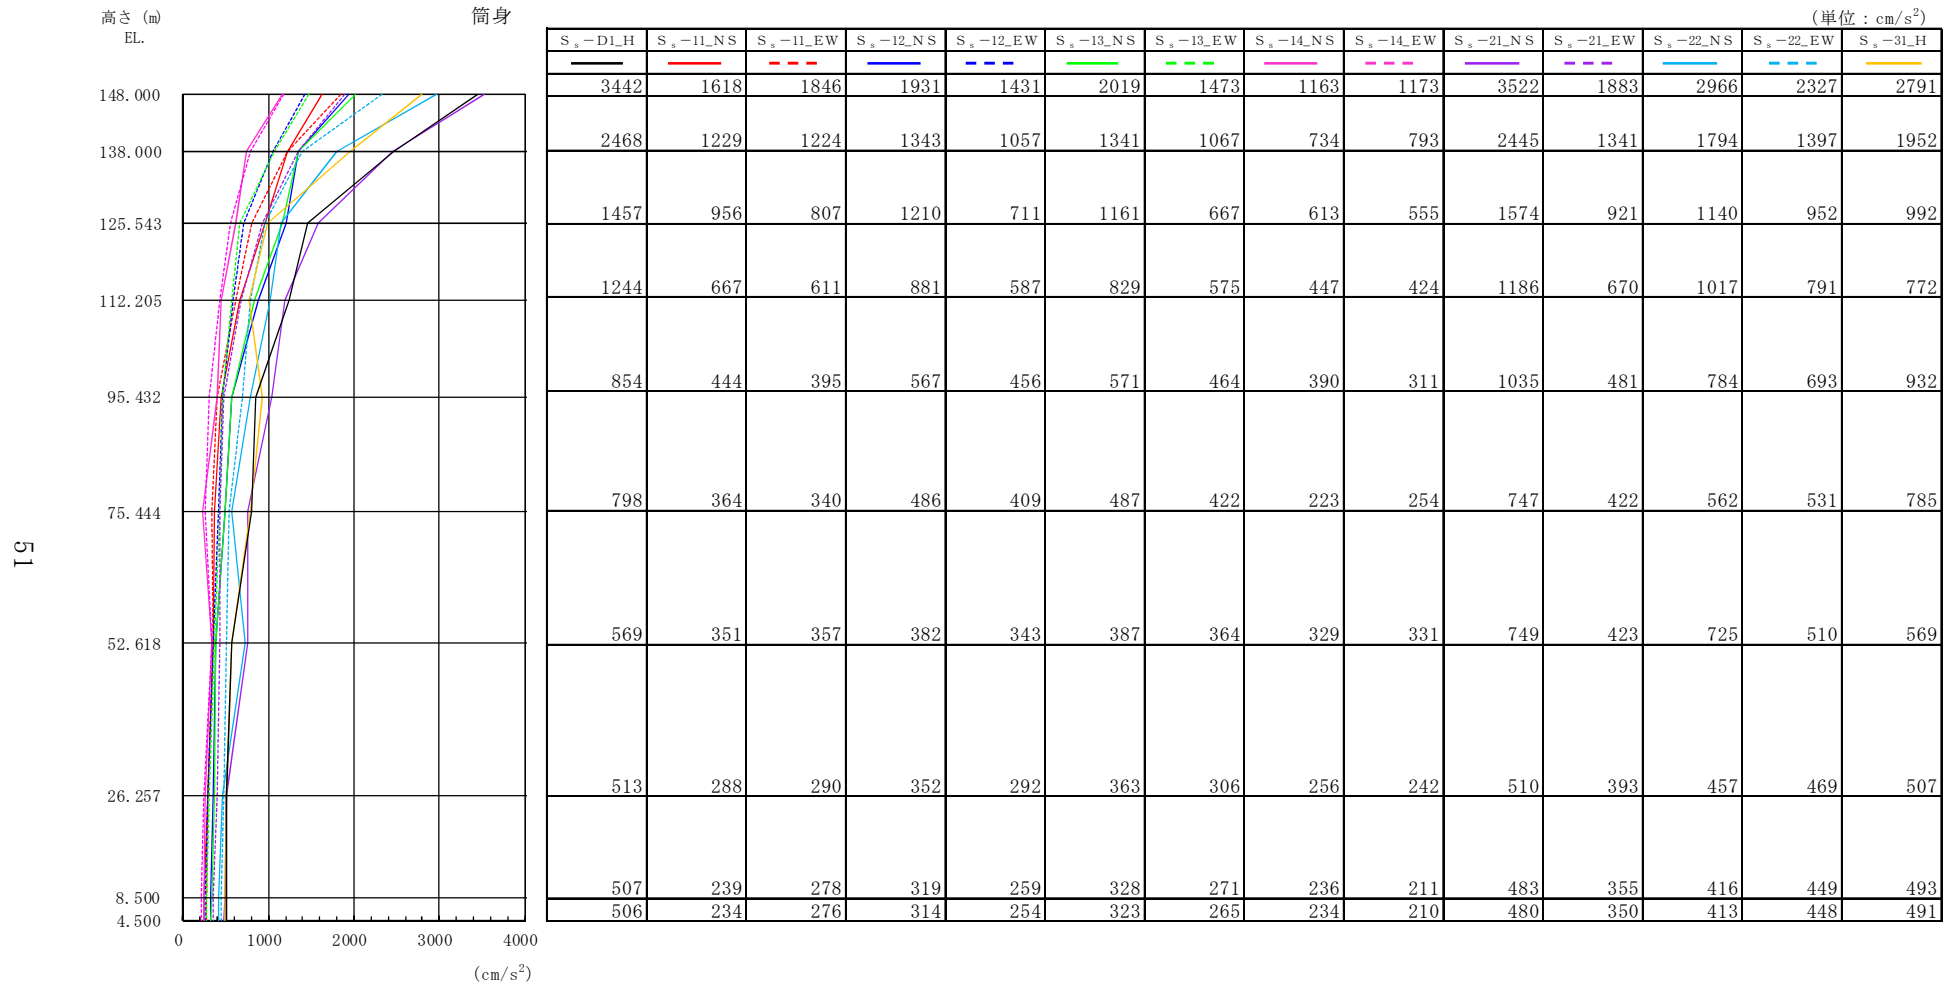 高さ (m)
EL.
筒身
(単位：cm/s²)
Sₛ－D1_H Sₛ－11_NS Sₛ－11_EW Sₛ－12_NS Sₛ－12_EW Sₛ－13_NS Sₛ－13_EW Sₛ－14_NS Sₛ－14_EW Sₛ－21_NS Sₛ－21_EW Sₛ－22_NS Sₛ－22_EW Sₛ－31_H
148.000 3442 1618 1846 1931 1431 2019 1473 1163 1173 3522 1883 2966 2327 2791
138.000 2468 1229 1224 1343 1057 1341 1067 734 793 2445 1341 1794 1397 1952
125.543 1457 956 807 1210 711 1161 667 613 555 1574 921 1140 952 992
112.205 1244 667 611 881 587 829 575 447 424 1186 670 1017 791 772
95.432 854 444 395 567 456 571 464 390 311 1035 481 784 693 932
75.444 798 364 340 486 409 487 422 223 254 747 422 562 531 785
52.618 569 351 357 382 343 387 364 329 331 749 423 725 510 569
26.257 513 288 290 352 292 363 306 256 242 510 393 457 469 507
8.500 507 239 278 319 259 328 271 236 211 483 355 416 449 493
4.500 506 234 276 314 254 323 265 234 210 480 350 413 448 491
0 1000 2000 3000 4000
(cm/s²)
51